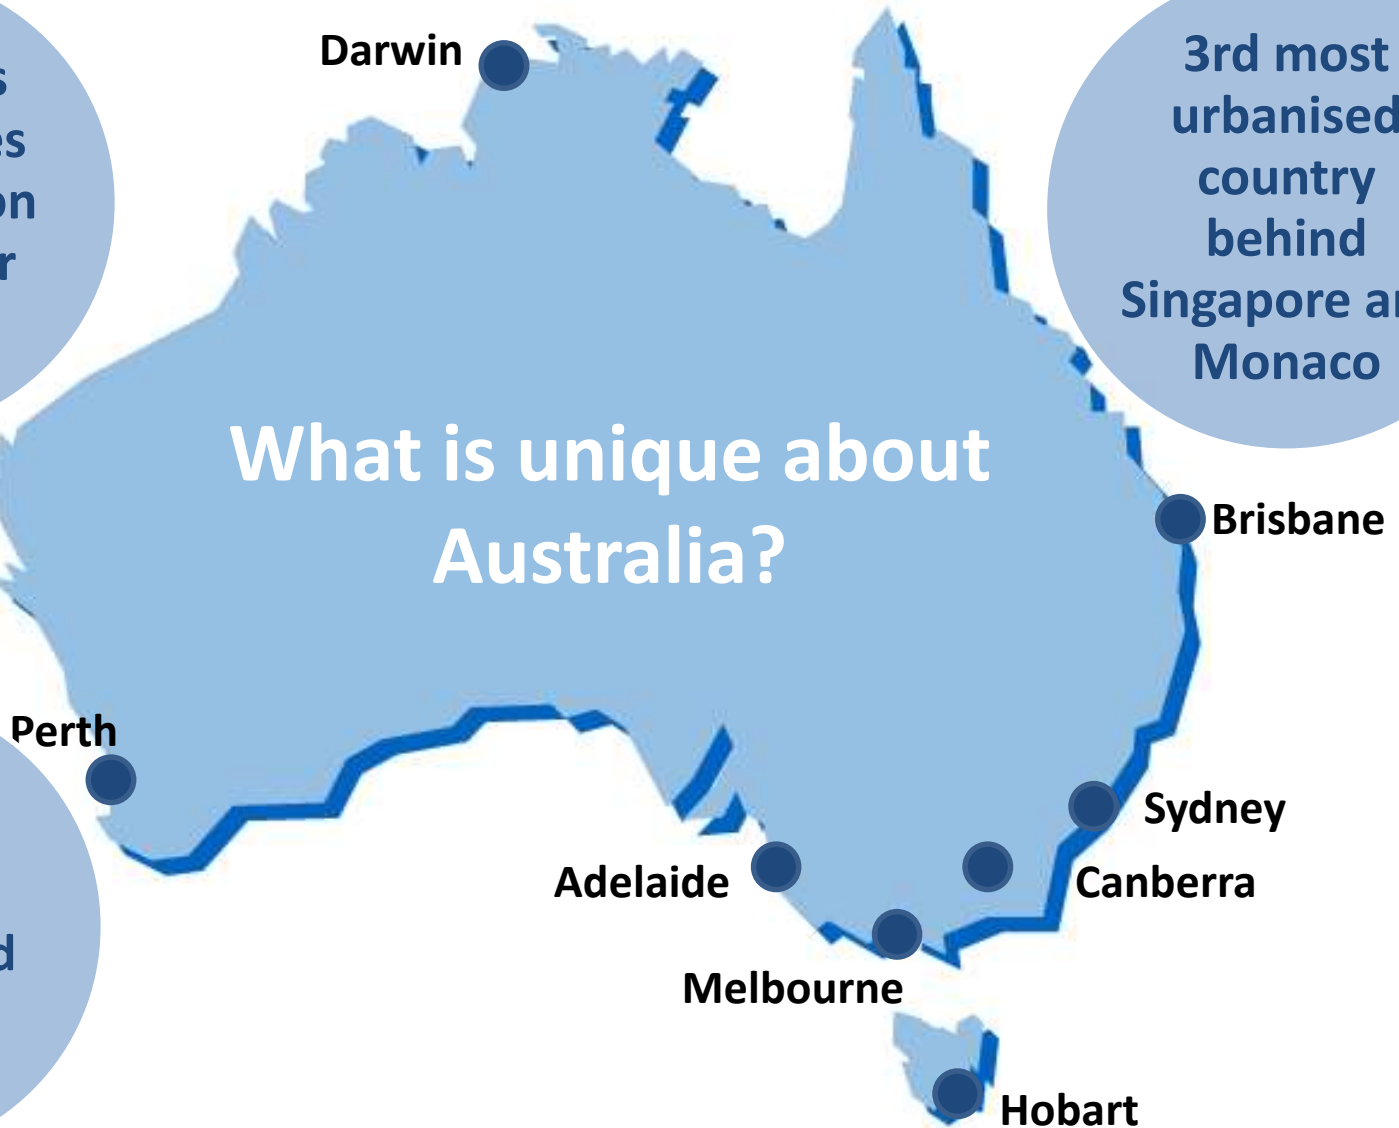 Darwin
3rd most
urbanised
country
behind
Singapore
Monaco
What is unique about
Australia?
Brisbane
Perth
Sydney
Adelaide
Canberra
Melbourne
Hobart